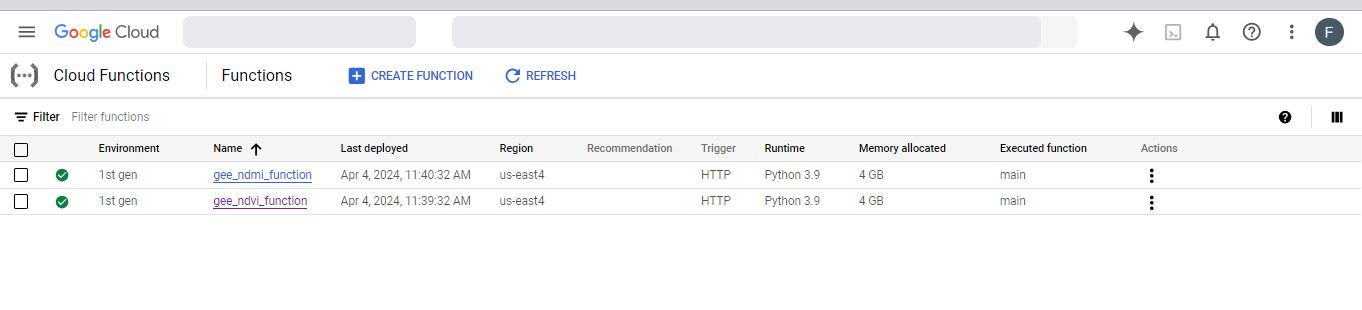 Google Cloud F
Cloud Functions Functions CREATE FUNCTION REFRESH
Filter Filter functions
Environment Name Last deployed Region Recommendation Trigger Runtime Memory allocated Executed function Actions
1st gen gee_ndmi_function Apr 4, 2024, 11:40:32 AM us-east4 HTTP Python 3.9 4 GB main
1st gen gee_ndvi_function Apr 4, 2024, 11:39:32 AM us-east4 HTTP Python 3.9 4 GB main